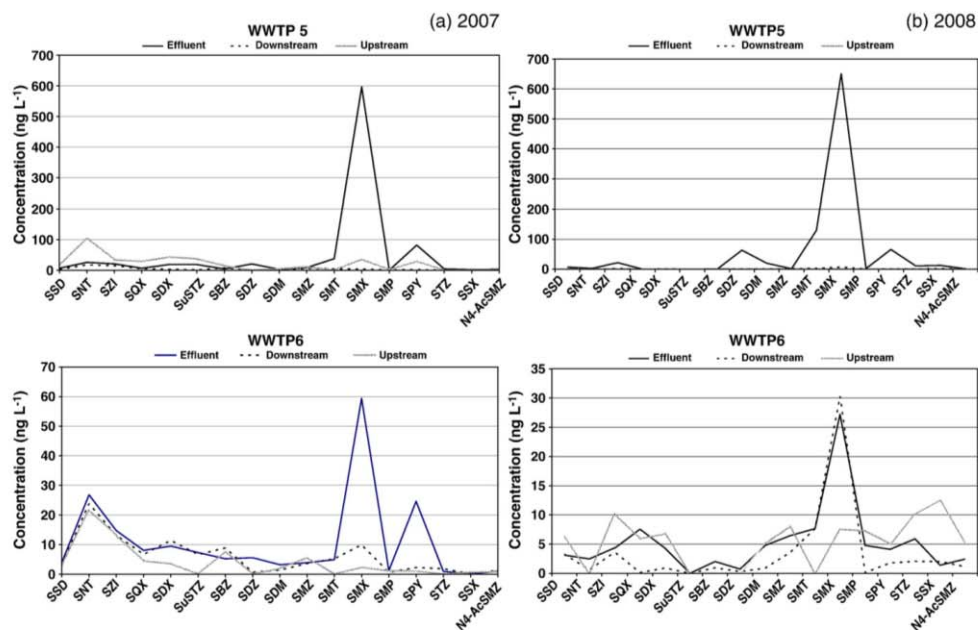 (a) 2007
WWTP 5
Effluent Downstream Upstream
Concentration (ng L-1)
700
600
500
400
300
200
100
0
SSD SNT SZI SQX SDX SuSTZ SBZ SDZ SDM SMZ SMT SMX SMP SPY STZ SSX N4-AcSMZ
(b) 2008
WWTP5
Effluent Downstream Upstream
Concentration (ng L-1)
700
600
500
400
300
200
100
0
SSD SNT SZI SQX SDX SuSTZ SBZ SDZ SDM SMZ SMT SMX SMP SPY STZ SSX N4-AcSMZ
WWTP6
Effluent Downstream Upstream
Concentration (ng L-1)
70
60
50
40
30
20
10
0
SSD SNT SZI SQX SDX SuSTZ SBZ SDZ SDM SMZ SMT SMX SMP SPY STZ SSX N4-AcSMZ
WWTP6
Effluent Downstream Upstream
Concentration (ng L-1)
35
30
25
20
15
10
5
0
SSD SNT SZI SQX SDX SuSTZ SBZ SDZ SDM SMZ SMT SMX SMP SPY STZ SSX N4-AcSMZ